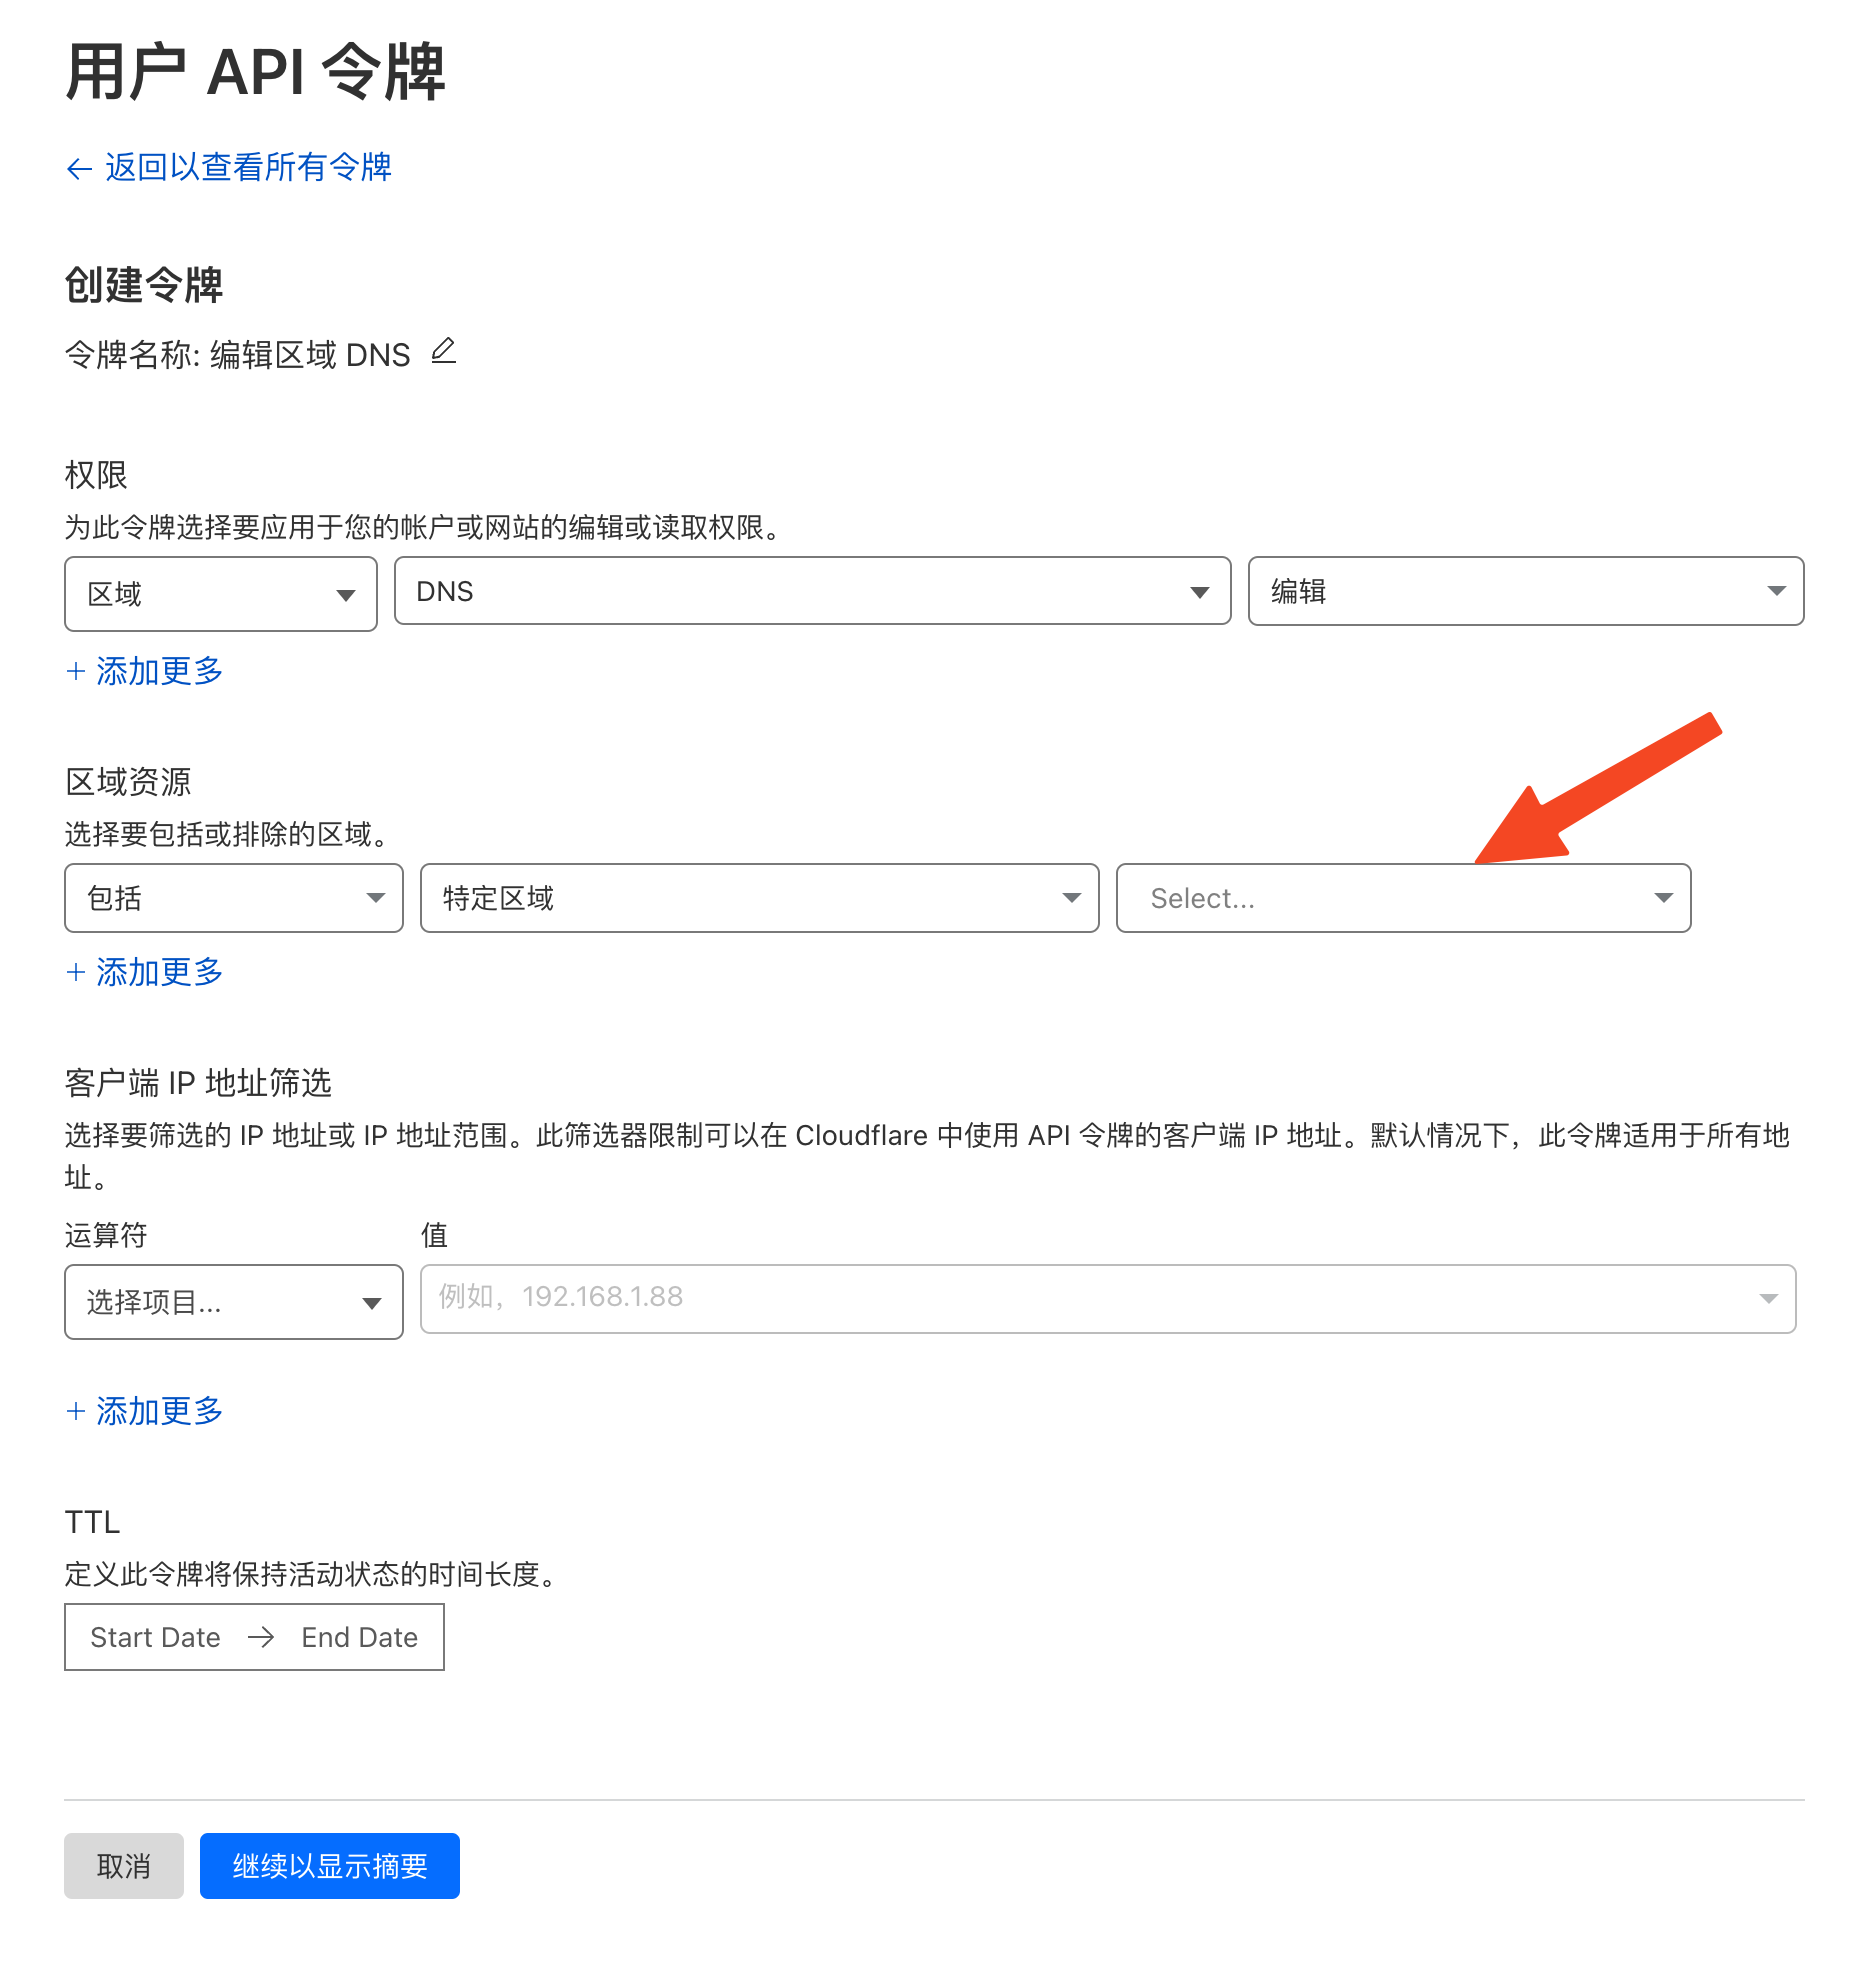 用户 API 令牌
← 返回以查看所有令牌
创建令牌
令牌名称: 编辑区域 DNS
权限
为此令牌选择要应用于您的帐户或网站的编辑或读取权限。
区域 DNS 编辑
+ 添加更多
区域资源
选择要包括或排除的区域。
包括 特定区域 Select...
+ 添加更多
客户端 IP 地址筛选
选择要筛选的 IP 地址或 IP 地址范围。此筛选器限制可以在 Cloudflare 中使用 API 令牌的客户端 IP 地址。默认情况下，此令牌适用于所有地
址。
运算符 值
选择项目... 例如，192.168.1.88
+ 添加更多
TTL
定义此令牌将保持活动状态的时间长度。
Start Date → End Date
取消 继续以显示摘要